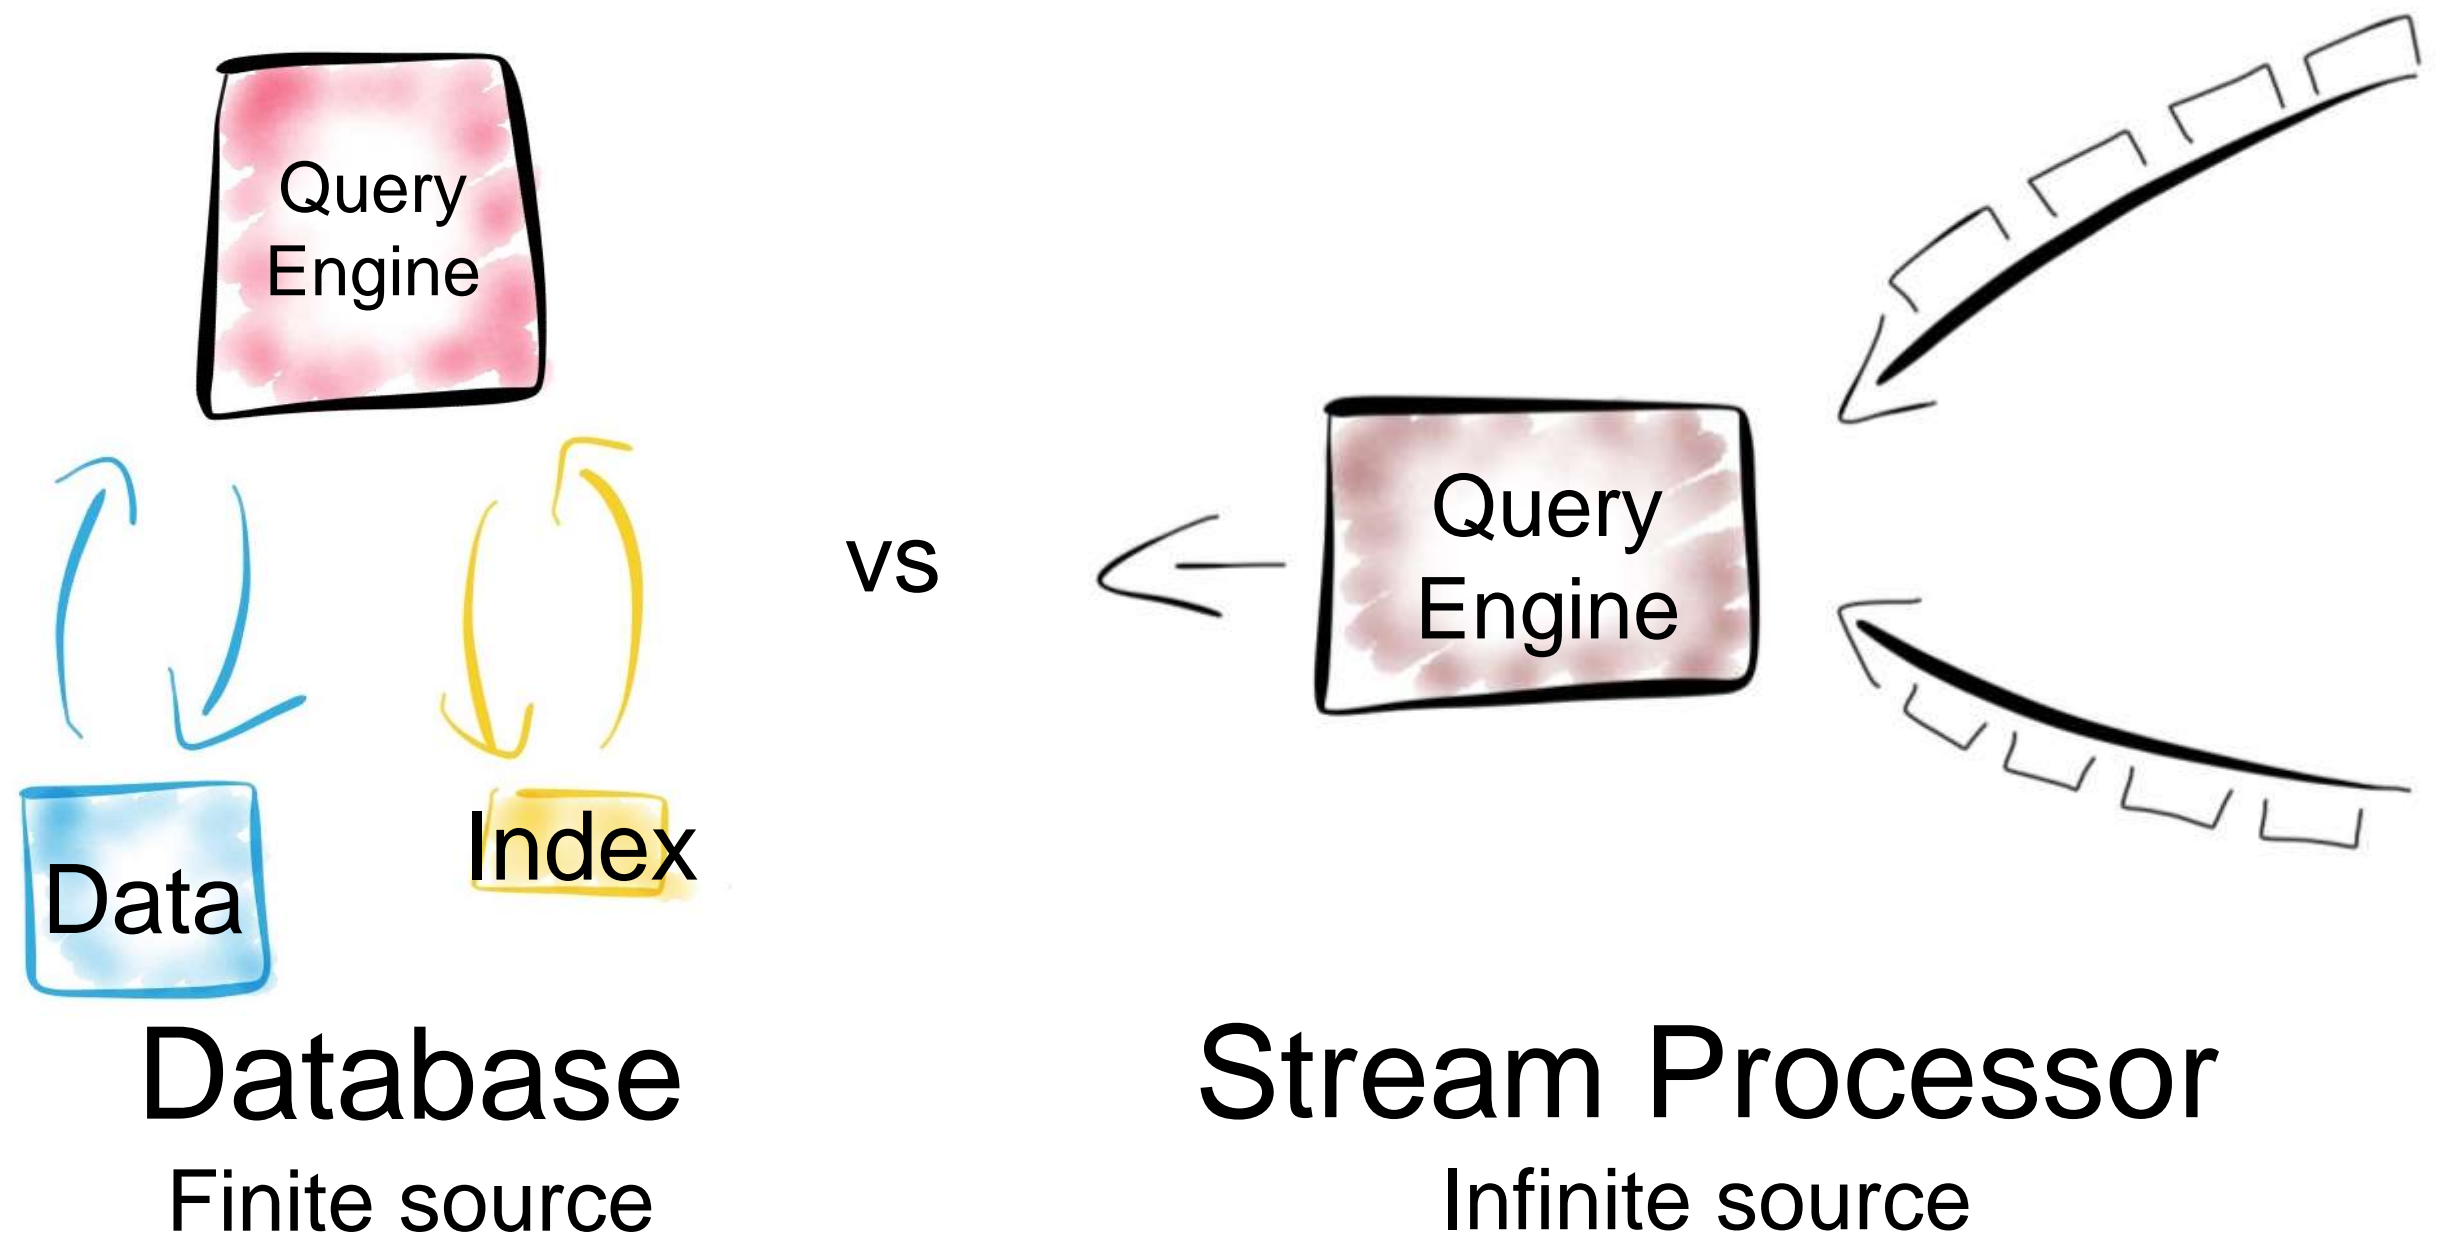 Query
Engine
Data
Index
Database
Finite source
vs
Query
Engine
Stream Processor
Infinite source